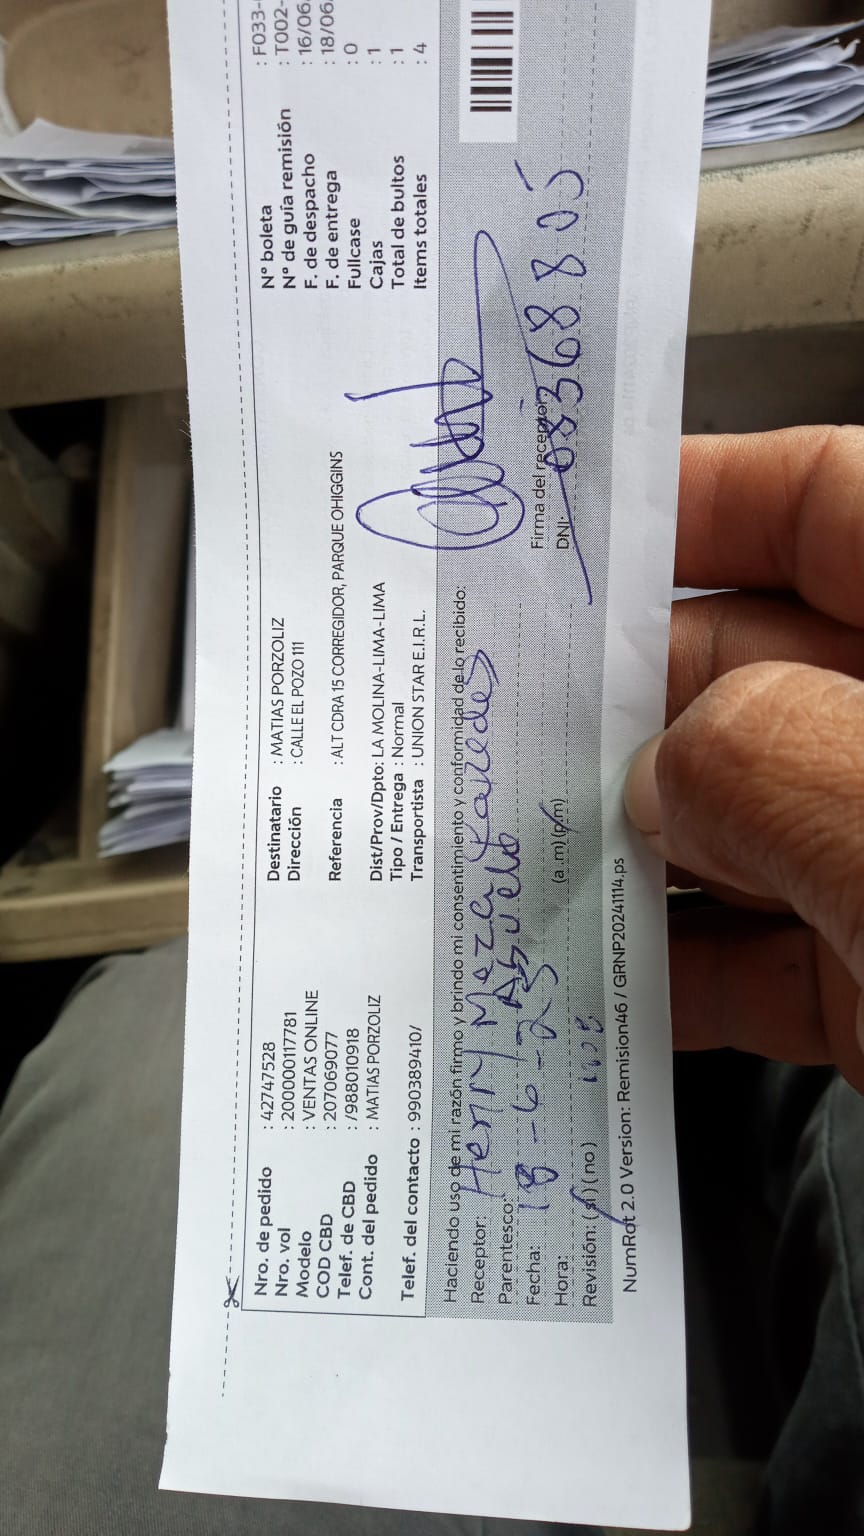 Nro. de pedido : 42747528
Nro. vol : 200000117781
Modelo : VENTAS ONLINE
COD CBD : 207069077
Telef. de CBD : /988010918
Cont. del pedido : MATIAS PORZOLIZ
Telef. del contacto : 990389410/
Destinatario : MATIAS PORZOLIZ
Dirección : CALLE EL POZO 111
Referencia : ALT CDRA 15 CORREGIDOR, PARQUE OHIGGINS
Dist/Prov/Dpto: LA MOLINA-LIMA-LIMA
Tipo / Entrega : Normal
Transportista : UNION STAR E.I.R.L.
N° boleta : F033-
N° de guía remisión : T002-
F. de despacho : 16/06/
F. de entrega : 18/06/
Fullcase : 0
Cajas : 1
Total de bultos : 1
Items totales : 4
Haciendo uso de mi razón firmo y brindo mi consentimiento y conformidad de lo recibido:
Receptor: Henry Meza Paredes
Parentesco: Abuelo
Fecha: 18-6-25
Hora: (a .m) (p.m)
Revisión: (si) (no)
Firma del receptor
DNI: 08368805
NumRot 2.0 Version: Remision46 / GRNP20241114.ps